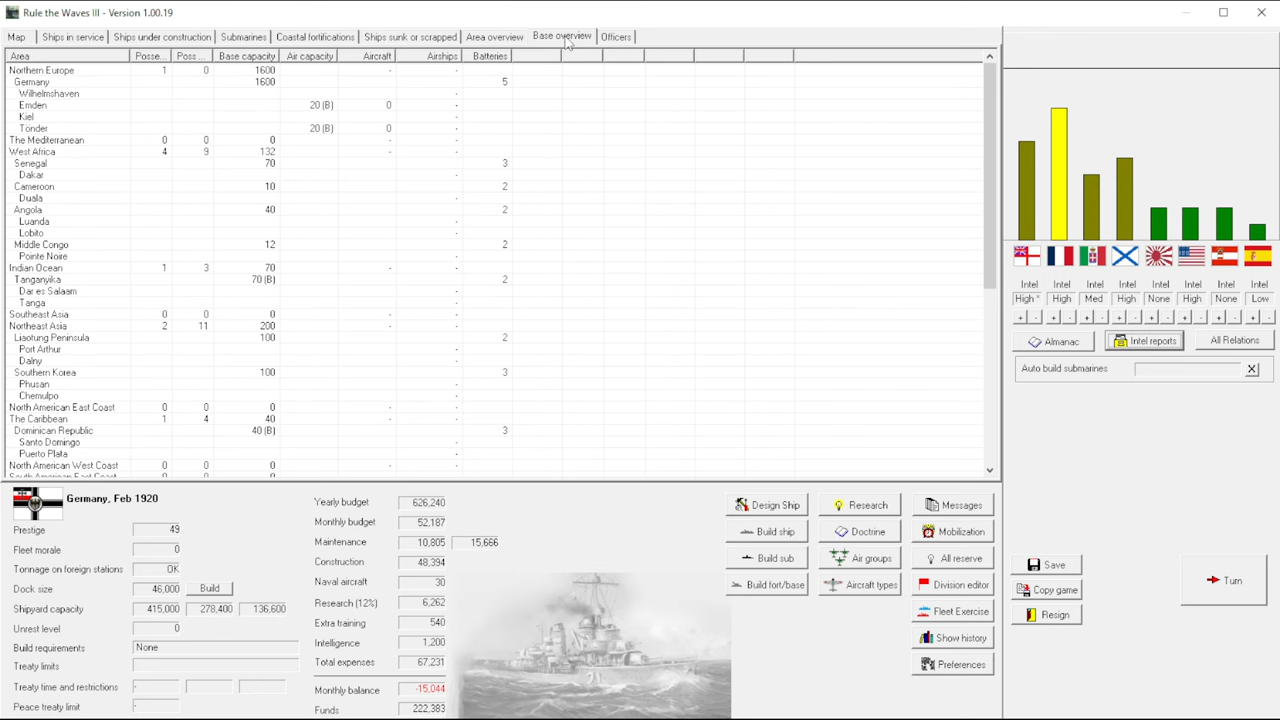 Rule the Waves III - Version 1.00.19
Map Ships in service Ships under construction Submarines Coastal fortifications Ships sunk or scrapped Area overview Base overview Officers
Area Posse... Poss ... Base capacity Air capacity Aircraft Airships Batteries
Northern Europe 1 0 1600 - -
Germany 1600 5
Wilhelmshaven -
Emden 20 (B) 0 -
Kiel -
Tönder 20 (B) 0 -
The Mediterranean 0 0 0 - -
West Africa 4 9 132 - -
Senegal 70 3
Dakar -
Cameroon 10 2
Duala -
Angola 40 2
Luanda -
Lobito -
Middle Congo 12 2
Pointe Noire -
Indian Ocean 1 3 70 - -
Tanganyika 70 (B) 2
Dar es Salaam -
Tanga -
Southeast Asia 0 0 0 - -
Northeast Asia 2 11 200 - -
Liaotung Peninsula 100 2
Port Arthur -
Dalny -
Southern Korea 100 3
Phusan -
Chemulpo -
North American East Coast 0 0 0 - -
The Caribbean 1 4 40 - -
Dominican Republic 40 (B) 3
Santo Domingo -
Puerto Plata -
North American West Coast 0 0 0 - -
Intel Intel Intel Intel Intel Intel Intel Intel
High * High Med High None High None Low
+ - + - + - + - + - + - + - + -
Almanac Intel reports All Relations
Auto build submarines X
Germany, Feb 1920
Prestige 49
Fleet morale 0
Tonnage on foreign stations OK
Dock size 46,000 Build
Shipyard capacity 415,000 278,400 136,600
Unrest level 0
Build requirements None
Treaty limits
Treaty time and restrictions -
Peace treaty limit -
Yearly budget 626,240
Monthly budget 52,187
Maintenance 10,805 15,666
Construction 48,394
Naval aircraft 30
Research (12%) 6,262
Extra training 540
Intelligence 1,200
Total expenses 67,231
Monthly balance -15,044
Funds 222,383
Design Ship Research Messages
Build ship Doctrine Mobilization
Build sub Air groups All reserve
Build fort/base Aircraft types Division editor
Fleet Exercise
Show history
Preferences
Save
Copy game
Resign
Turn